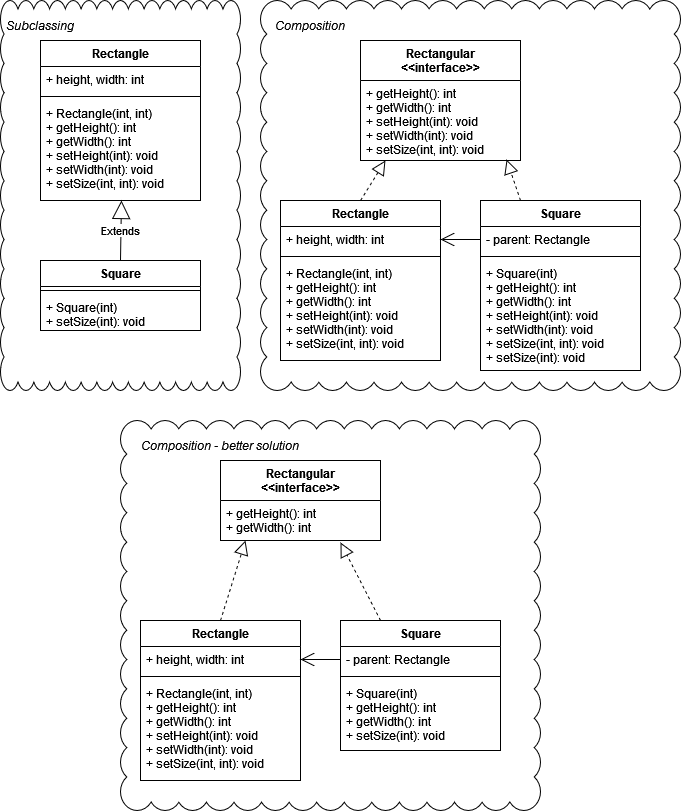 Subclassing
Rectangle
+ height, width: int
+ Rectangle(int, int)
+ getHeight(): int
+ getWidth(): int
+ setHeight(int): void
+ setWidth(int): void
+ setSize(int, int): void
Extends
Square
+ Square(int)
+ setSize(int): void
Composition
Rectangular
<<interface>>
+ getHeight(): int
+ getWidth(): int
+ setHeight(int): void
+ setWidth(int): void
+ setSize(int, int): void
Rectangle
+ height, width: int
+ Rectangle(int, int)
+ getHeight(): int
+ getWidth(): int
+ setHeight(int): void
+ setWidth(int): void
+ setSize(int, int): void
Square
- parent: Rectangle
+ Square(int)
+ getHeight(): int
+ getWidth(): int
+ setHeight(int): void
+ setWidth(int): void
+ setSize(int, int): void
+ setSize(int): void
Composition - better solution
Rectangular
<<interface>>
+ getHeight(): int
+ getWidth(): int
Rectangle
+ height, width: int
+ Rectangle(int, int)
+ getHeight(): int
+ getWidth(): int
+ setHeight(int): void
+ setWidth(int): void
+ setSize(int, int): void
Square
- parent: Rectangle
+ Square(int)
+ getHeight(): int
+ getWidth(): int
+ setSize(int): void